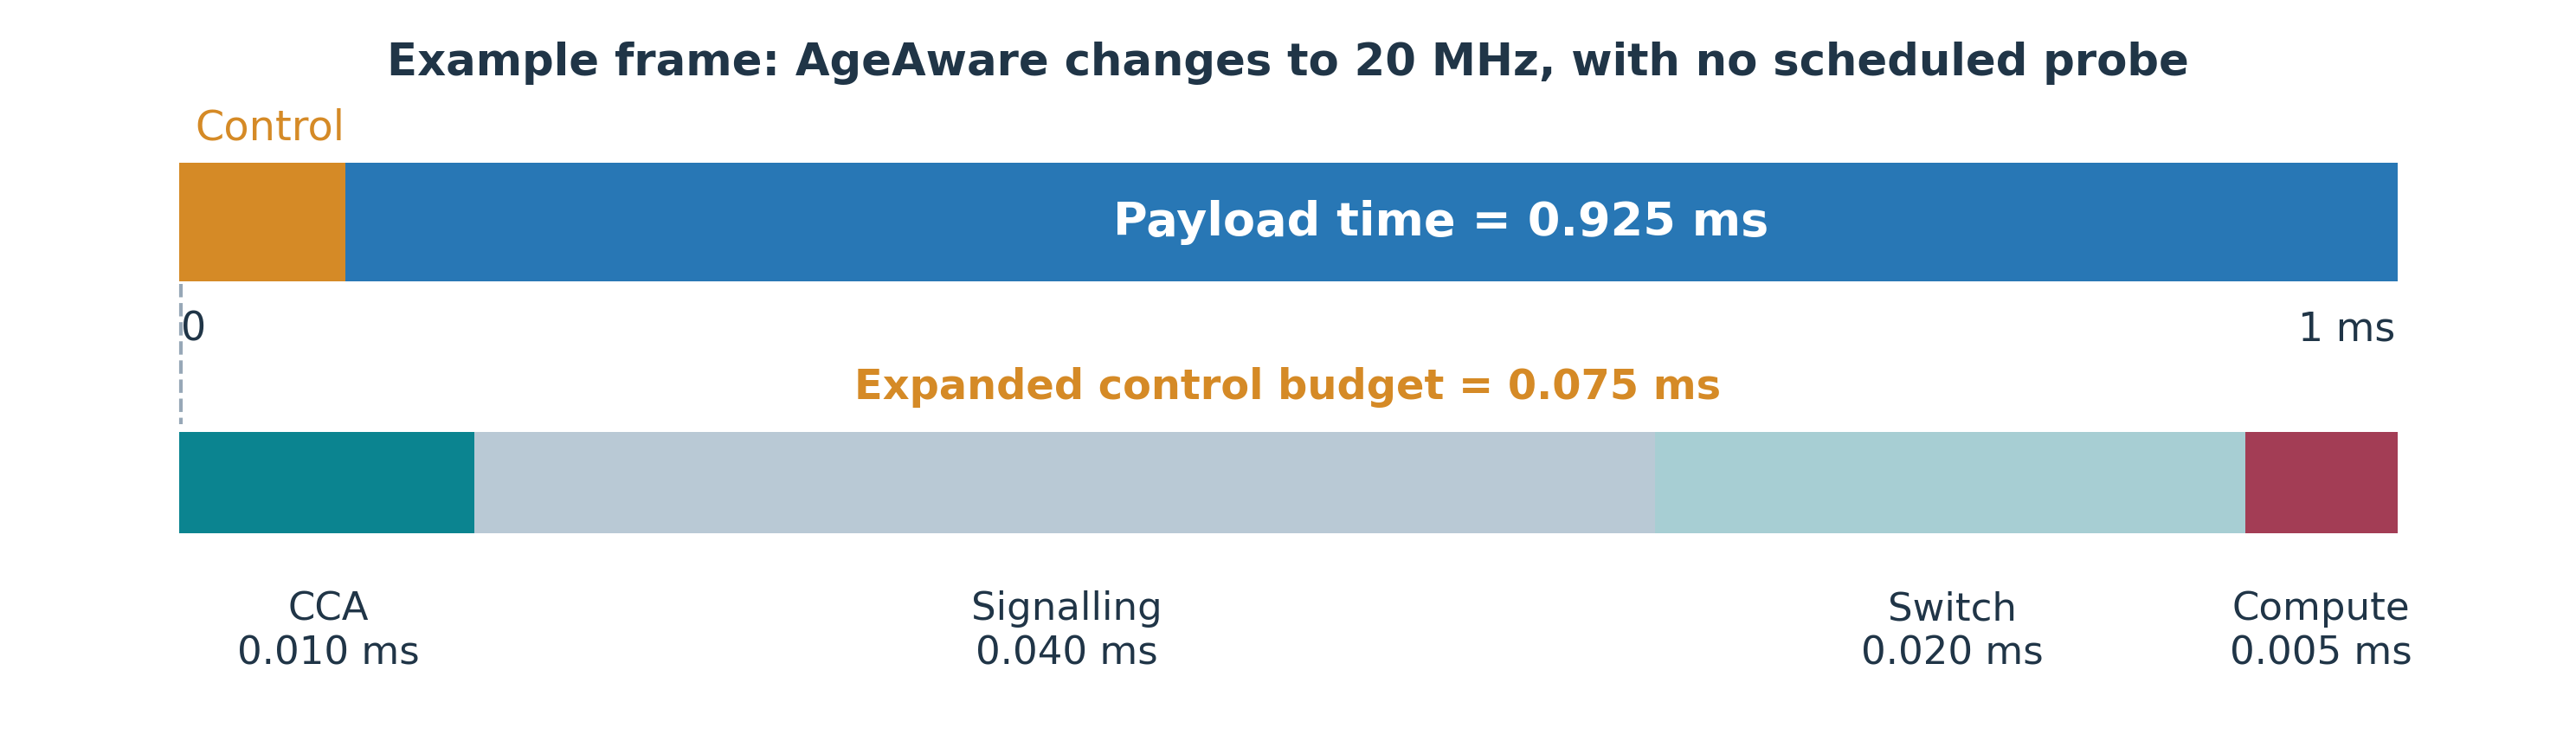 Example frame: AgeAware changes to 20 MHz, with no scheduled probe
Control
Payload time = 0.925 ms
0
1 ms
Expanded control budget = 0.075 ms
CCA
0.010 ms
Signalling
0.040 ms
Switch
0.020 ms
Compute
0.005 ms